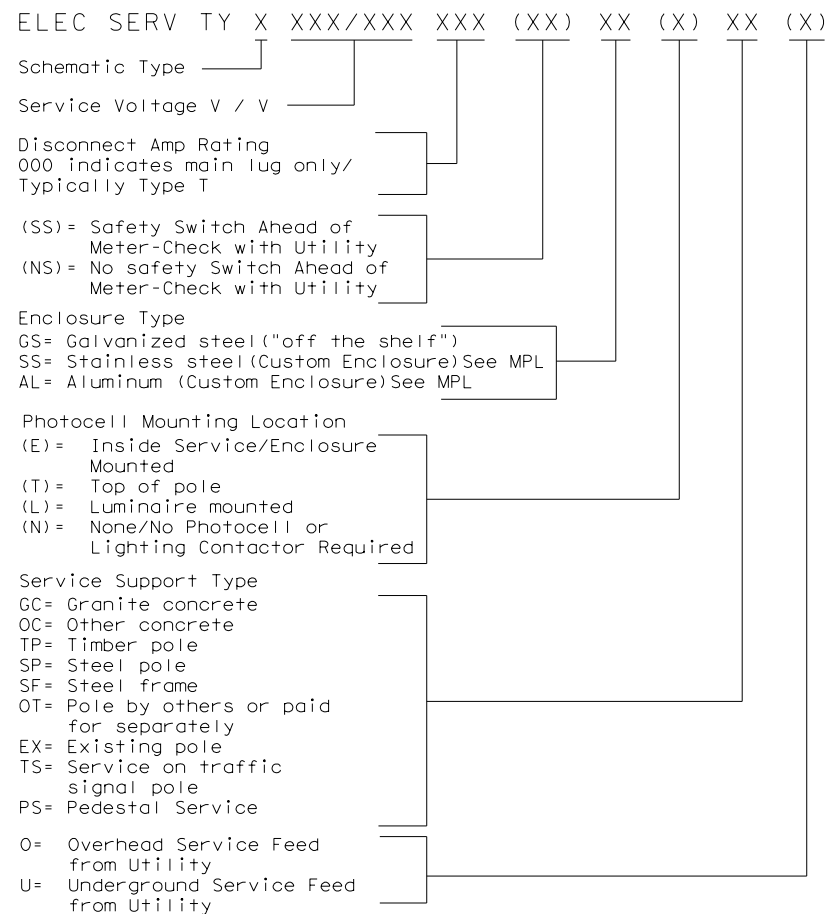 ELEC SERV TY X XXX/XXX XXX (XX) XX (X) XX (X)
Schematic Type
Service Voltage V / V
Disconnect Amp Rating
000 indicates main lug only/
Typically Type T
(SS)= Safety Switch Ahead of
Meter-Check with Utility
(NS)= No safety Switch Ahead of
Meter-Check with Utility
Enclosure Type
GS= Galvanized steel("off the shelf")
SS= Stainless steel(Custom Enclosure)See MPL
AL= Aluminum (Custom Enclosure)See MPL
Photocell Mounting Location
(E)= Inside Service/Enclosure
Mounted
(T)= Top of pole
(L)= Luminaire mounted
(N)= None/No Photocell or
Lighting Contactor Required
Service Support Type
GC= Granite concrete
OC= Other concrete
TP= Timber pole
SP= Steel pole
SF= Steel frame
OT= Pole by others or paid
for separately
EX= Existing pole
TS= Service on traffic
signal pole
PS= Pedestal Service
O= Overhead Service Feed
from Utility
U= Underground Service Feed
from Utility